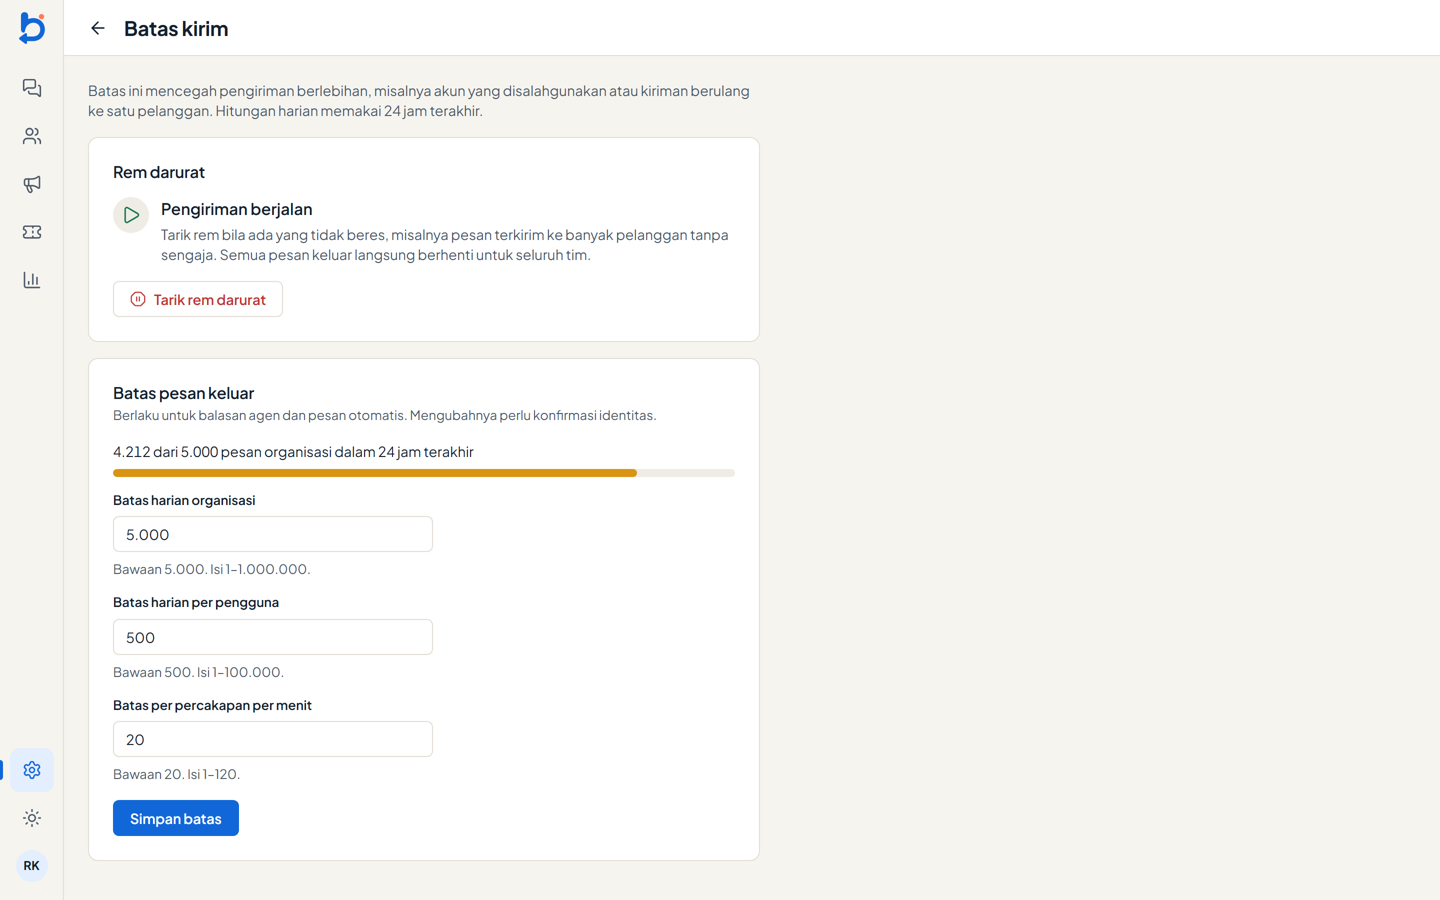 Batas kirim
Batas ini mencegah pengiriman berlebihan, misalnya akun yang disalahgunakan atau kiriman berulang
ke satu pelanggan. Hitungan harian memakai 24 jam terakhir.
Rem darurat
Pengiriman berjalan
Tarik rem bila ada yang tidak beres, misalnya pesan terkirim ke banyak pelanggan tanpa
sengaja. Semua pesan keluar langsung berhenti untuk seluruh tim.
Tarik rem darurat
Batas pesan keluar
Berlaku untuk balasan agen dan pesan otomatis. Mengubahnya perlu konfirmasi identitas.
4.212 dari 5.000 pesan organisasi dalam 24 jam terakhir
Batas harian organisasi
5.000
Bawaan 5.000. Isi 1–1.000.000.
Batas harian per pengguna
500
Bawaan 500. Isi 1–100.000.
Batas per percakapan per menit
20
Bawaan 20. Isi 1–120.
Simpan batas
RK